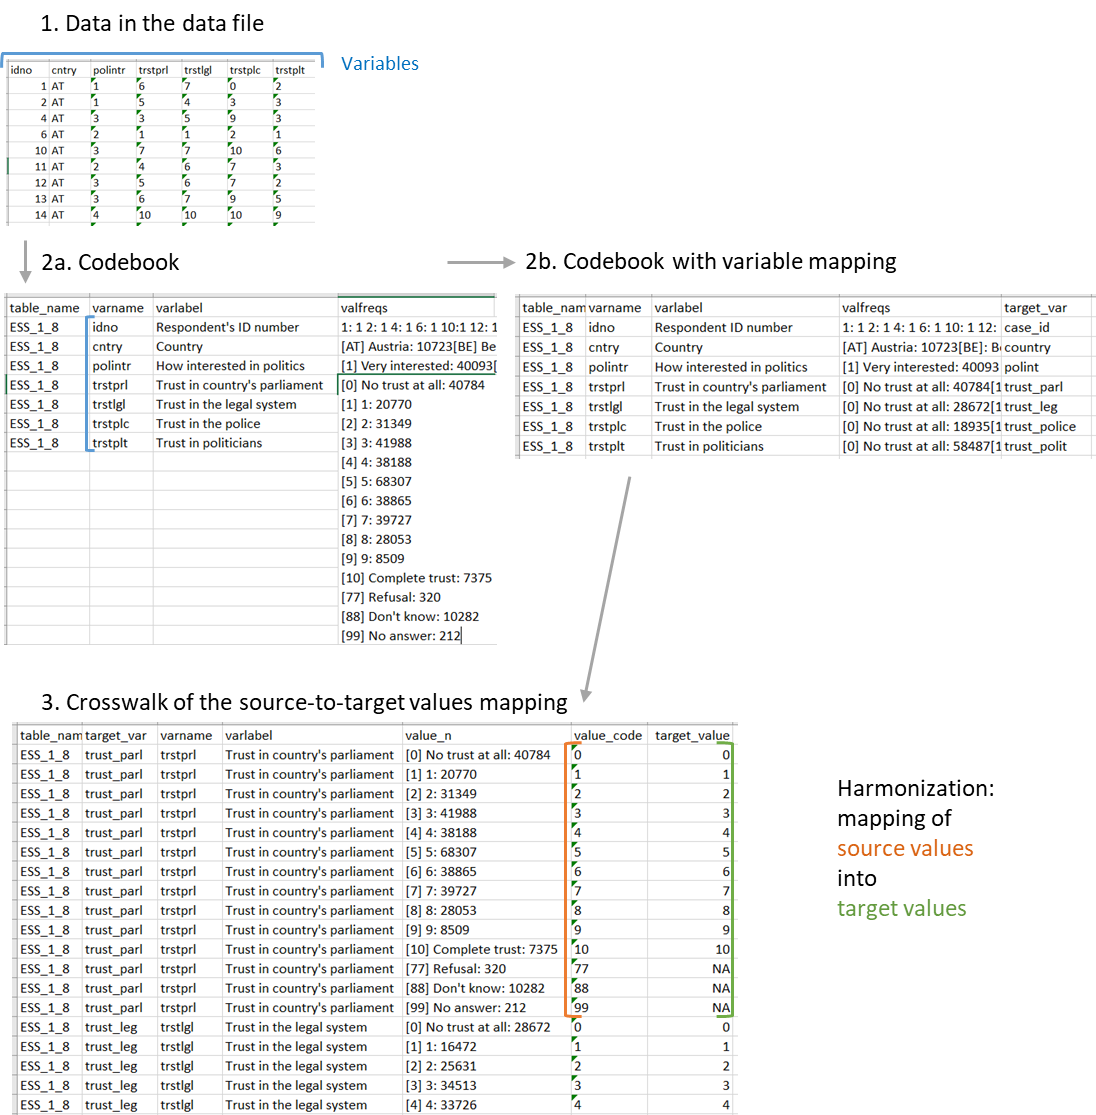 1. Data in the data file
Variables
idno cntry polintr trstprl trstlgl trstplc trstplt
1 AT 1 6 7 0 2
2 AT 1 5 4 3 3
4 AT 3 3 5 9 3
6 AT 2 1 1 2 1
10 AT 3 7 7 10 6
11 AT 2 4 6 7 3
12 AT 3 5 6 7 2
13 AT 3 6 7 9 5
14 AT 4 10 10 10 9
2a. Codebook
table_name varname varlabel valfreqs
ESS_1_8 idno Respondent's ID number 1: 1 2: 1 4: 1 6: 1 10:1 12: 1
ESS_1_8 cntry Country [AT] Austria: 10723[BE] Be
ESS_1_8 polintr How interested in politics [1] Very interested: 40093[
ESS_1_8 trstprl Trust in country's parliament [0] No trust at all: 40784
ESS_1_8 trstlgl Trust in the legal system [1] 1: 20770
ESS_1_8 trstplc Trust in the police [2] 2: 31349
ESS_1_8 trstplt Trust in politicians [3] 3: 41988
[4] 4: 38188
[5] 5: 68307
[6] 6: 38865
[7] 7: 39727
[8] 8: 28053
[9] 9: 8509
[10] Complete trust: 7375
[77] Refusal: 320
[88] Don't know: 10282
[99] No answer: 212
2b. Codebook with variable mapping
table_nam varname varlabel valfreqs target_var
ESS_1_8 idno Respondent ID number 1: 1 2: 1 4: 1 6: 1 10: 1 12: case_id
ESS_1_8 cntry Country [AT] Austria: 10723[BE]: Be country
ESS_1_8 polintr How interested in politics [1] Very interested: 40093 polint
ESS_1_8 trstprl Trust in country's parliament [0] No trust at all: 40784[1 trust_parl
ESS_1_8 trstlgl Trust in the legal system [0] No trust at all: 28672[1 trust_leg
ESS_1_8 trstplc Trust in the police [0] No trust at all: 18935[1 trust_police
ESS_1_8 trstplt Trust in politicians [0] No trust at all: 58487[1 trust_polit
3. Crosswalk of the source-to-target values mapping
table_nam target_var varname varlabel value_n value_code target_value
ESS_1_8 trust_parl trstprl Trust in country's parliament [0] No trust at all: 40784 0 0
ESS_1_8 trust_parl trstprl Trust in country's parliament [1] 1: 20770 1 1
ESS_1_8 trust_parl trstprl Trust in country's parliament [2] 2: 31349 2 2
ESS_1_8 trust_parl trstprl Trust in country's parliament [3] 3: 41988 3 3
ESS_1_8 trust_parl trstprl Trust in country's parliament [4] 4: 38188 4 4
ESS_1_8 trust_parl trstprl Trust in country's parliament [5] 5: 68307 5 5
ESS_1_8 trust_parl trstprl Trust in country's parliament [6] 6: 38865 6 6
ESS_1_8 trust_parl trstprl Trust in country's parliament [7] 7: 39727 7 7
ESS_1_8 trust_parl trstprl Trust in country's parliament [8] 8: 28053 8 8
ESS_1_8 trust_parl trstprl Trust in country's parliament [9] 9: 8509 9 9
ESS_1_8 trust_parl trstprl Trust in country's parliament [10] Complete trust: 7375 10 10
ESS_1_8 trust_parl trstprl Trust in country's parliament [77] Refusal: 320 77 NA
ESS_1_8 trust_parl trstprl Trust in country's parliament [88] Don't know: 10282 88 NA
ESS_1_8 trust_parl trstprl Trust in country's parliament [99] No answer: 212 99 NA
ESS_1_8 trust_leg trstlgl Trust in the legal system [0] No trust at all: 28672 0 0
ESS_1_8 trust_leg trstlgl Trust in the legal system [1] 1: 16472 1 1
ESS_1_8 trust_leg trstlgl Trust in the legal system [2] 2: 25631 2 2
ESS_1_8 trust_leg trstlgl Trust in the legal system [3] 3: 34513 3 3
ESS_1_8 trust_leg trstlgl Trust in the legal system [4] 4: 33726 4 4
Harmonization:
mapping of
source values
into
target values